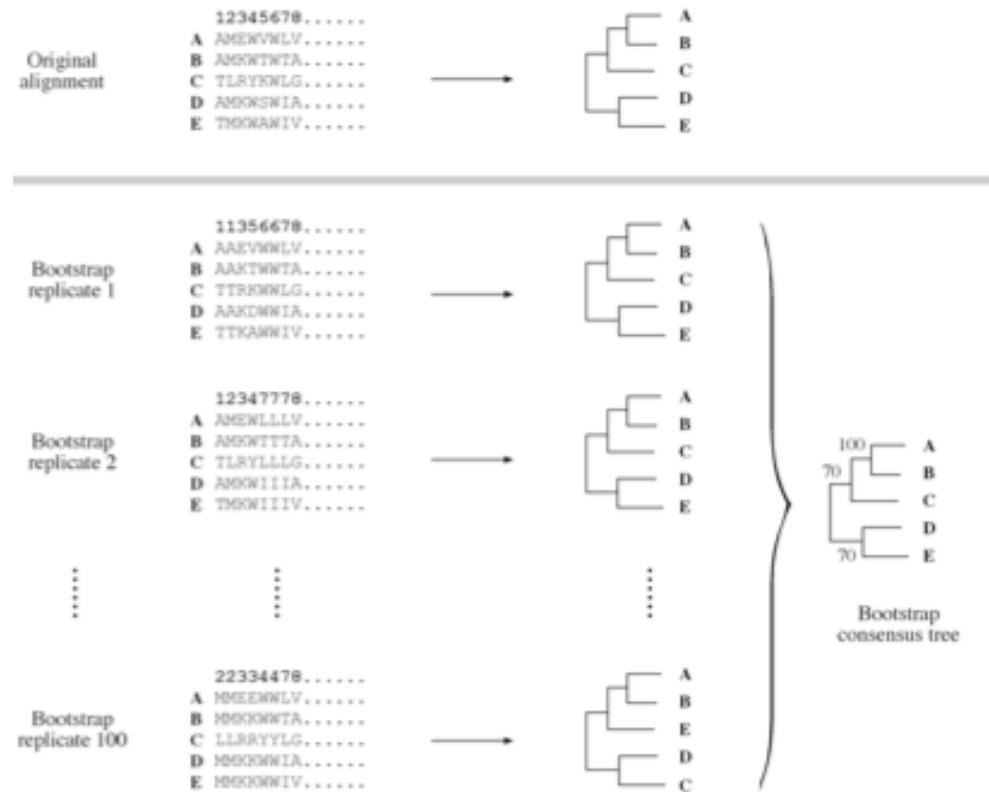 12345678......
Original alignment
A AMEWVWLV......
B AMKWTWTA......
C TLRYKWLG......
D AMKWSWIA......
E TMKWAWIV......
A
B
C
D
E
11356678......
Bootstrap replicate 1
A AAEVWWLV......
B AAKTWWTA......
C TTRKWWLG......
D AAKDWWIA......
E TTKAWWIV......
A
B
C
D
E
12347778......
Bootstrap replicate 2
A AMEWLLLV......
B AMKWTTTA......
C TLRYLLLG......
D AMKWIIIA......
E TMKWIIIV......
A
B
C
D
E
22334478......
Bootstrap replicate 100
A MMEEWWLV......
B MMKKWWTA......
C LLRRYYLG......
D MMKKWWIA......
E MMKKWWIV......
A
B
E
D
C
100
70
70
A
B
C
D
E
Bootstrap
consensus tree